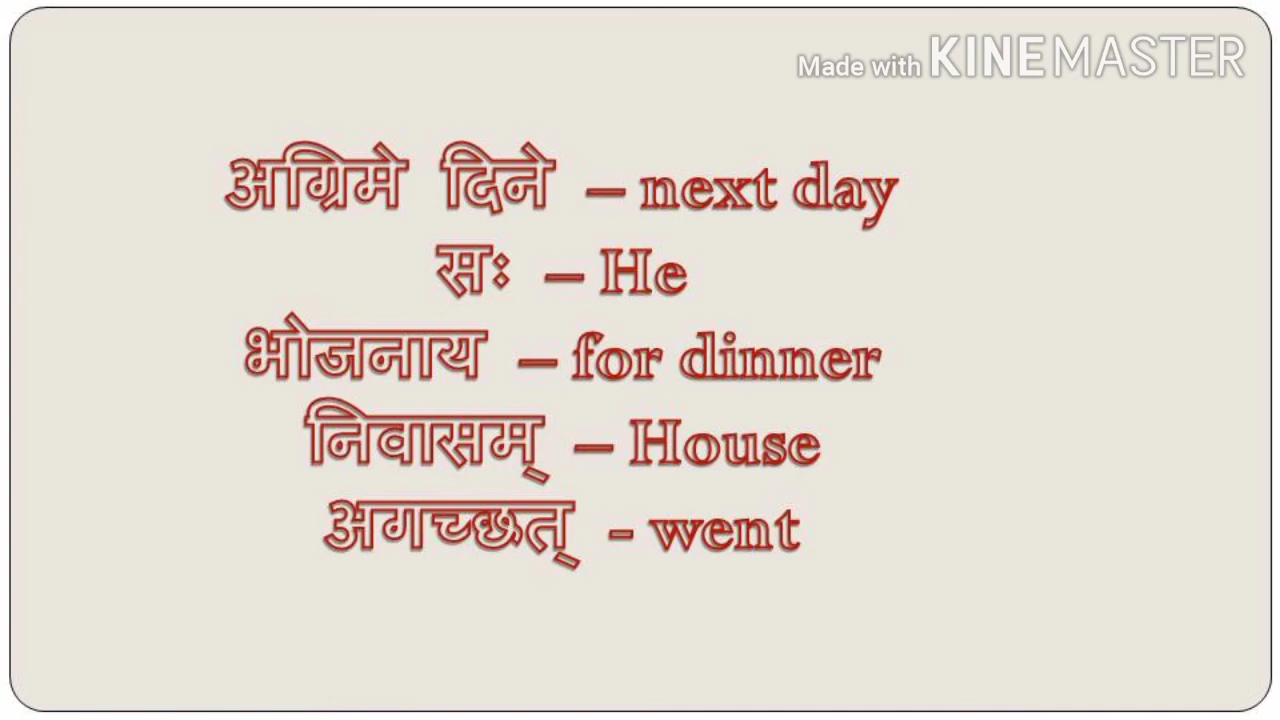 Made with KINEMASTER
अग्रिमे दिने – next day
सः – He
भोजनाय – for dinner
निवासम् – House
अगच्छत् - went